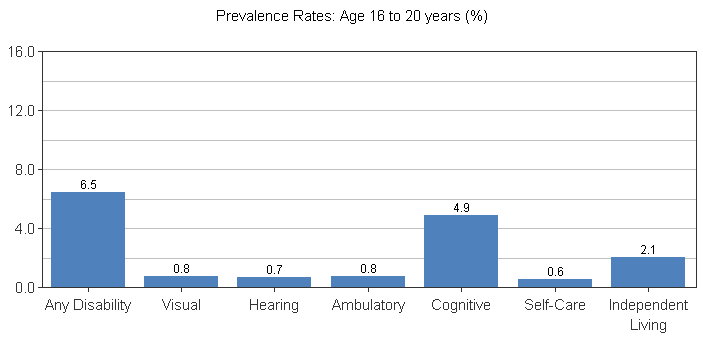 Prevalence Rates: Age 16 to 20 years (%)
16.0
12.0
8.0
4.0
0.0
6.5
0.8
0.7
0.8
4.9
0.6
2.1
Any Disability
Visual
Hearing
Ambulatory
Cognitive
Self-Care
Independent
Living